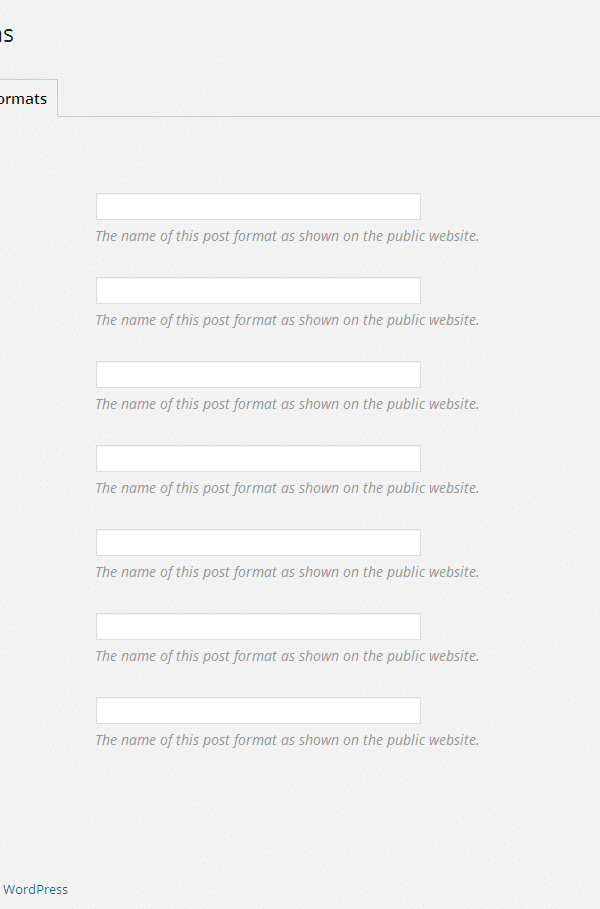 s
ormats
The name of this post format as shown on the public website.
The name of this post format as shown on the public website.
The name of this post format as shown on the public website.
The name of this post format as shown on the public website.
The name of this post format as shown on the public website.
The name of this post format as shown on the public website.
The name of this post format as shown on the public website.
WordPress